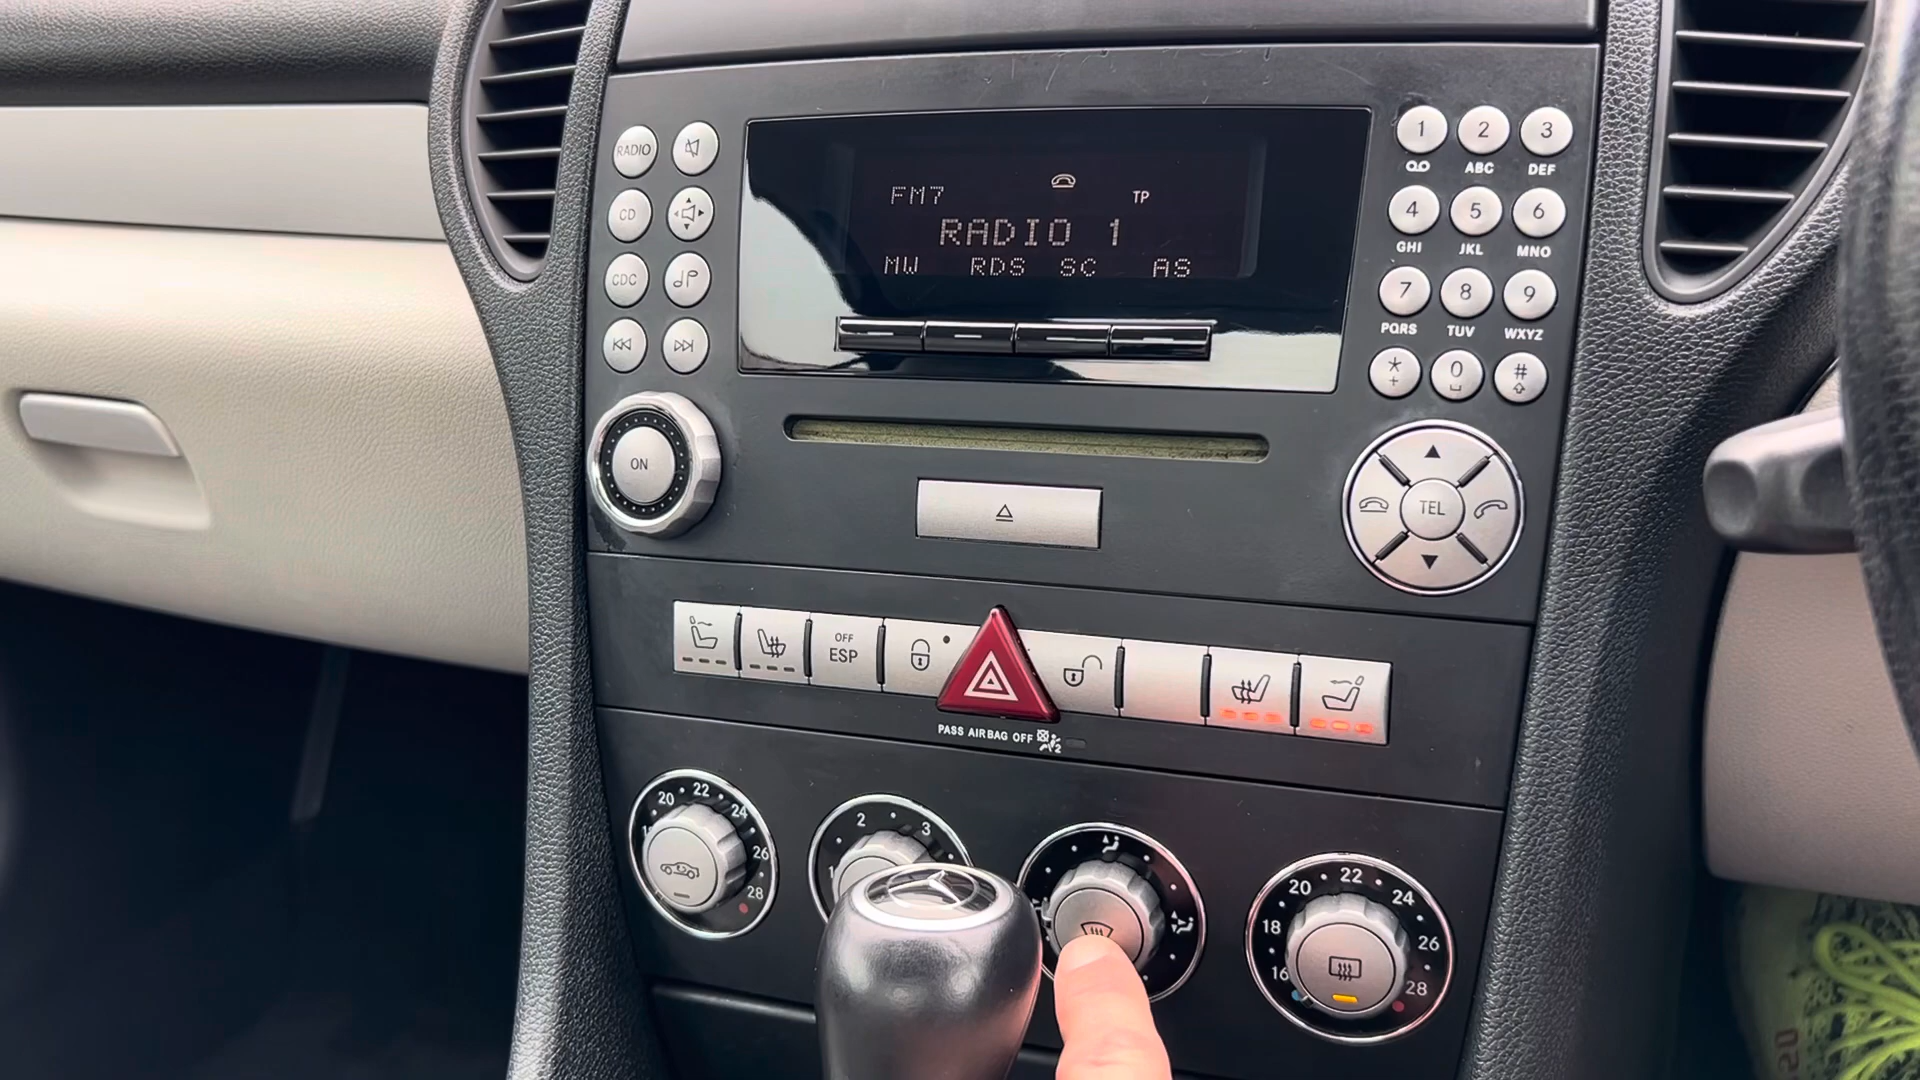 RADIO
CD
CDC
ON
FM7
TP
RADIO 1
MW RDS SC AS
1 2 3
ABC DEF
4 5 6
GHI JKL MNO
7 8 9
PQRS TUV WXYZ
* 0 #
+
TEL
OFF
ESP
PASS AIRBAG OFF
2
20 22 24
26
28
1 2 3
16 18 20 22 24 26 28